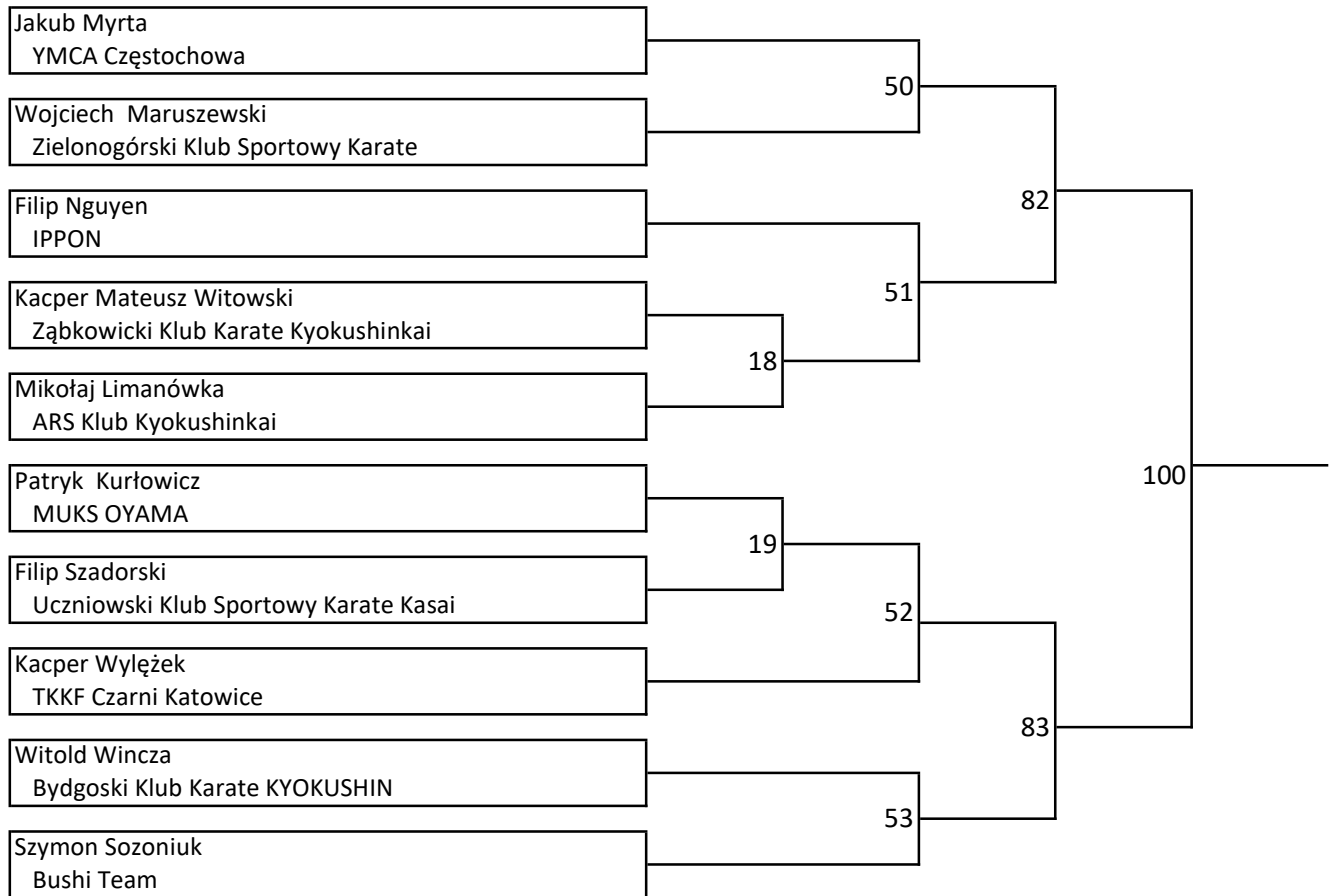 Jakub Myrta
YMCA Częstochowa
50
Wojciech  Maruszewski
Zielonogórski Klub Sportowy Karate
82
Filip Nguyen
IPPON
51
Kacper Mateusz Witowski
Ząbkowicki Klub Karate Kyokushinkai
18
Mikołaj Limanówka
ARS Klub Kyokushinkai
100
Patryk  Kurłowicz
MUKS OYAMA
19
Filip Szadorski
Uczniowski Klub Sportowy Karate Kasai
52
Kacper Wylężek
TKKF Czarni Katowice
83
Witold Wincza
Bydgoski Klub Karate KYOKUSHIN
53
Szymon Sozoniuk
Bushi Team